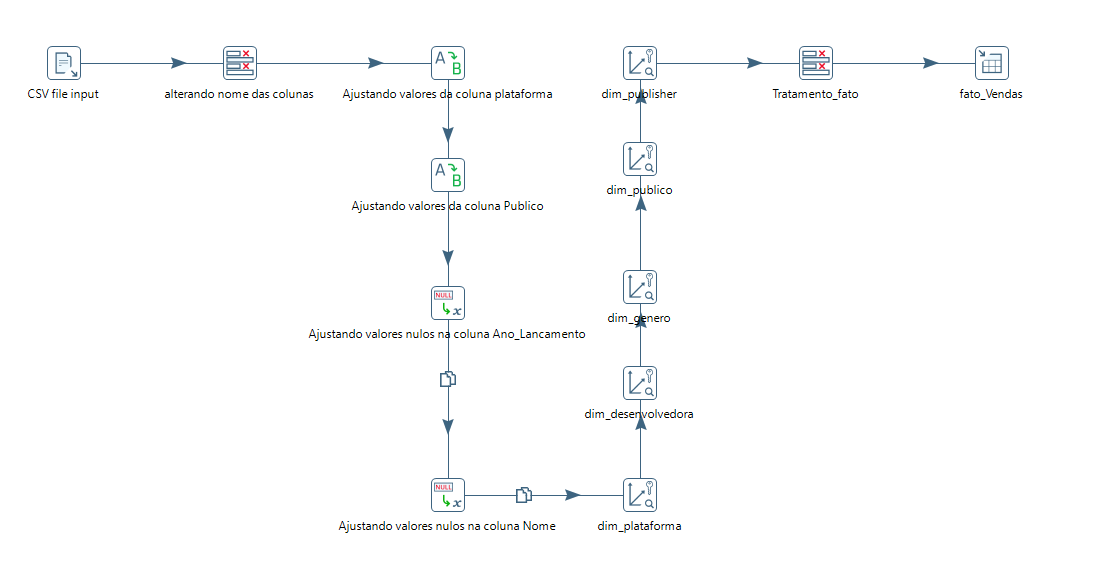 CSV file input
alterando nome das colunas
Ajustando valores da coluna plataforma
dim_publisher
Tratamento_fato
fato_Vendas
Ajustando valores da coluna Publico
dim_publico
NULL
Ajustando valores nulos na coluna Ano_Lancamento
dim_genero
dim_desenvolvedora
NULL
Ajustando valores nulos na coluna Nome
dim_plataforma